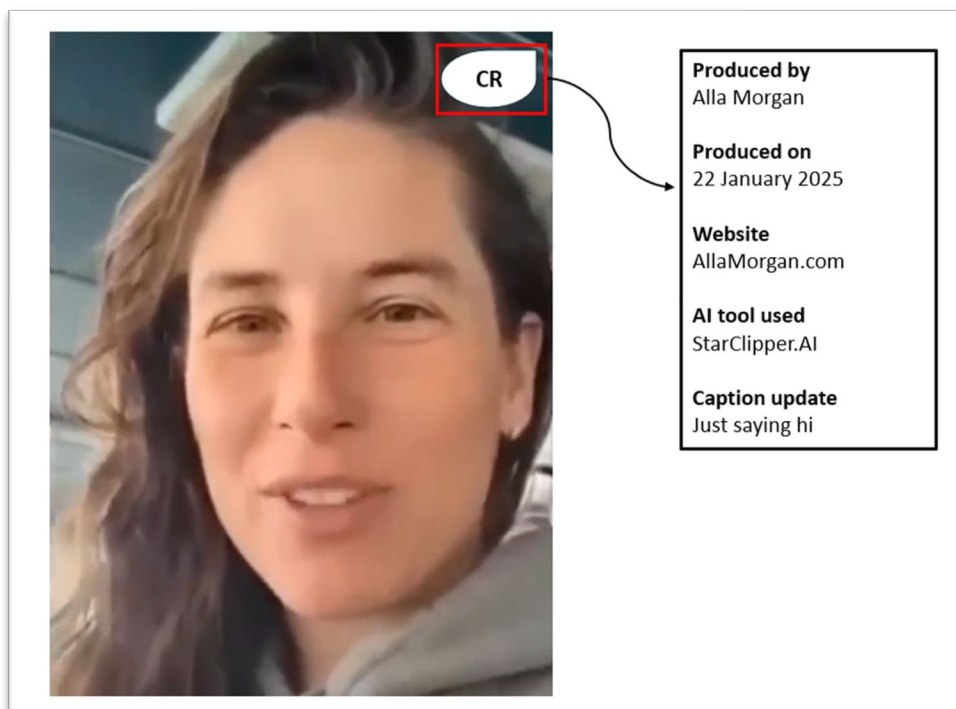 CR
Produced by
Alla Morgan
Produced on
22 January 2025
Website
AllaMorgan.com
AI tool used
StarClipper.AI
Caption update
Just saying hi